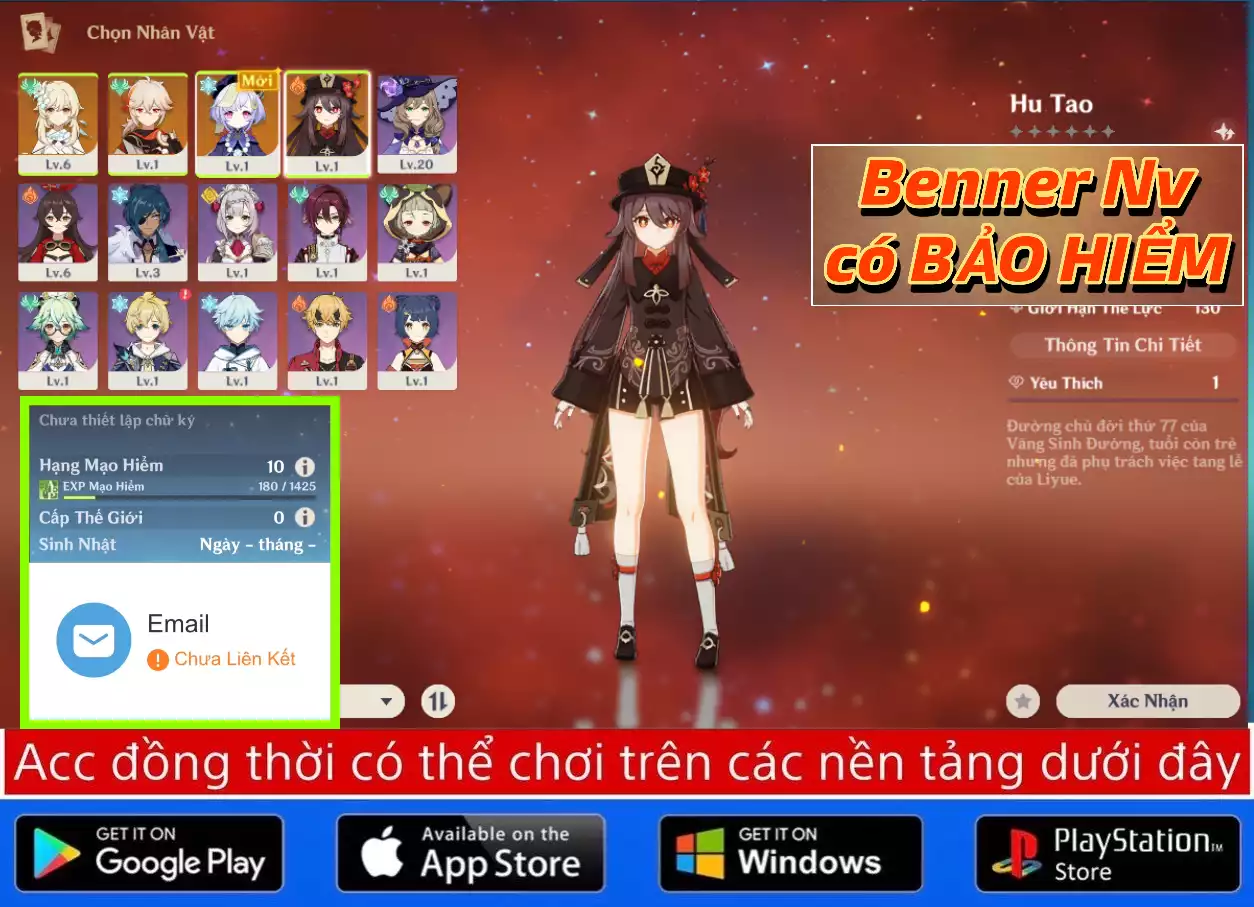 Chọn Nhân Vật
Mới
Lv.6
Lv.1
Lv.1
Lv.1
Lv.20
Lv.6
Lv.3
Lv.1
Lv.1
Lv.1
Lv.1
Lv.1
Lv.1
Lv.1
Lv.1
Hu Tao
Benner Nv
có BẢO HIỂM
Giới Hạn Thể Lực 130
Thông Tin Chi Tiết
Yêu Thích 1
Đường chủ đời thứ 77 của
Vãng Sinh Đường, tuổi còn trẻ
nhưng đã phụ trách việc tang lễ
của Liyue.
Chưa thiết lập chữ ký
Hạng Mạo Hiểm 10
EXP Mạo Hiểm 180 / 1425
Cấp Thế Giới 0
Sinh Nhật Ngày - tháng -
Email
Chưa Liên Kết
Xác Nhận
Acc đồng thời có thể chơi trên các nền tảng dưới đây
GET IT ON
Google Play
Available on the
App Store
GET IT ON
Windows
PlayStation™
Store